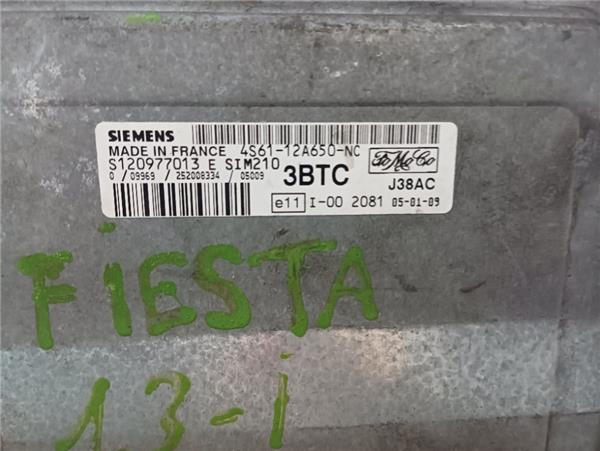 SIEMENS
MADE IN FRANCE 4S61-12A650-NC
S120977013 E SIM210 FoMoCo
0 / 09969 / 252008334 / 05009 3BTC J38AC
e11 I-00 2081 05-01-09
FiESTA
13-i